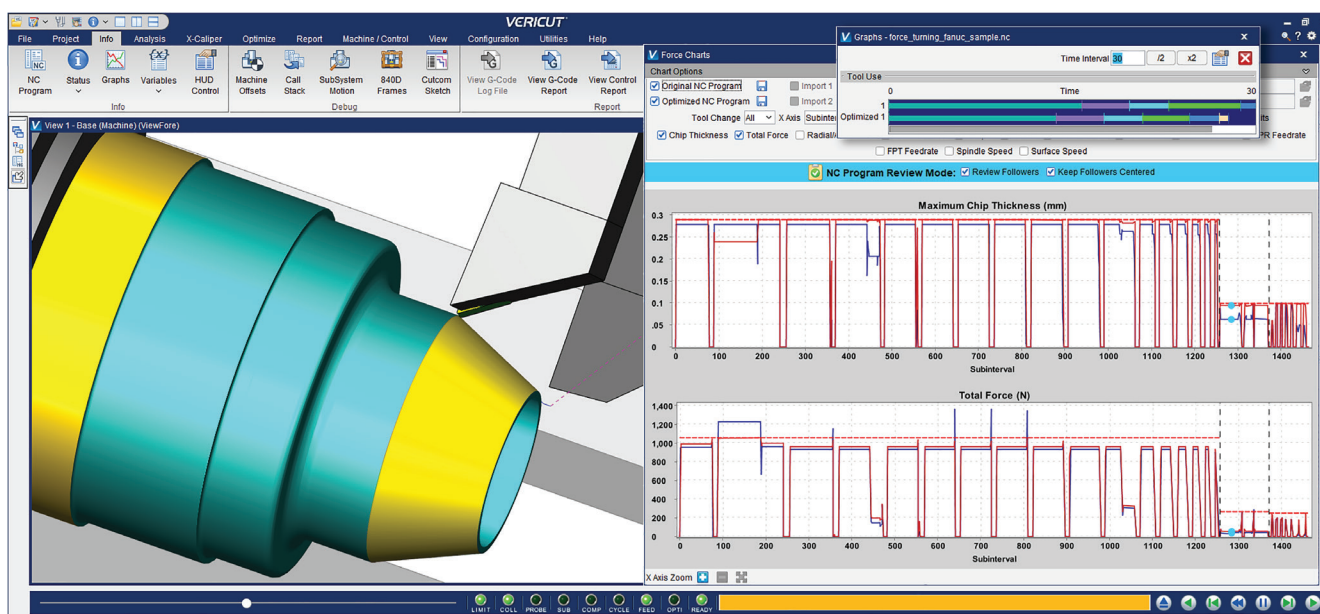 VERICUT
File Project Info Analysis X-Caliper Optimize Report Machine / Control View Configuration Utilities Help
NC Program
Status
Graphs
Variables
HUD Control
Machine Offsets
Call Stack
SubSystem Motion
840D Frames
Cutcom Sketch
View G-Code Log File
View G-Code Report
View Control Report
Info Debug Report
View 1 - Base (Machine) (ViewFore)
Force Charts
Chart Options
Original NC Program Import 1
Optimized NC Program Import 2
Tool Change All X Axis Subinter
Chip Thickness Total Force Radial/ PR Feedrate
FPT Feedrate Spindle Speed Surface Speed
Graphs - force_turning_fanuc_sample.nc X
Time Interval 30 /2 x2
Tool Use
0 Time 30
1
Optimized 1
NC Program Review Mode: Review Followers Keep Followers Centered
Maximum Chip Thickness (mm)
0.3
0.25
0.2
0.15
0.1
.05
0
0 100 200 300 400 500 600 700 800 900 1000 1100 1200 1300 1400
Subinterval
Total Force (N)
1,400
1,200
1,000
800
600
400
200
0
0 100 200 300 400 500 600 700 800 900 1000 1100 1200 1300 1400
Subinterval
X Axis Zoom
LIMIT COLL PROBE SUB COMP CYCLE FEED OPTI READY